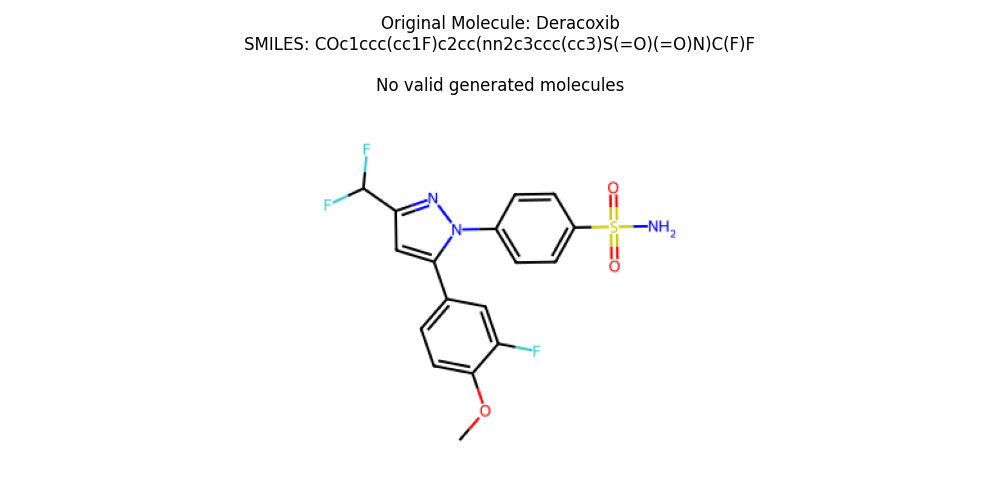 Original Molecule: Deracoxib
SMILES: COc1ccc(cc1F)c2cc(nn2c3ccc(cc3)S(=O)(=O)N)C(F)F
No valid generated molecules
F
F
N
N
O
S
NH2
O
F
O